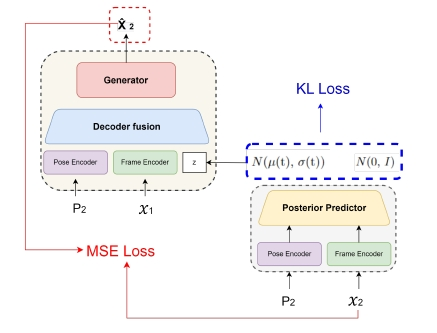 X̂ 2
Generator
KL Loss
Decoder fusion
N(μ(t), σ(t)) N(0, I)
Pose Encoder Frame Encoder z
P2 𝒳1
Posterior Predictor
MSE Loss
Pose Encoder Frame Encoder
P2 𝒳2